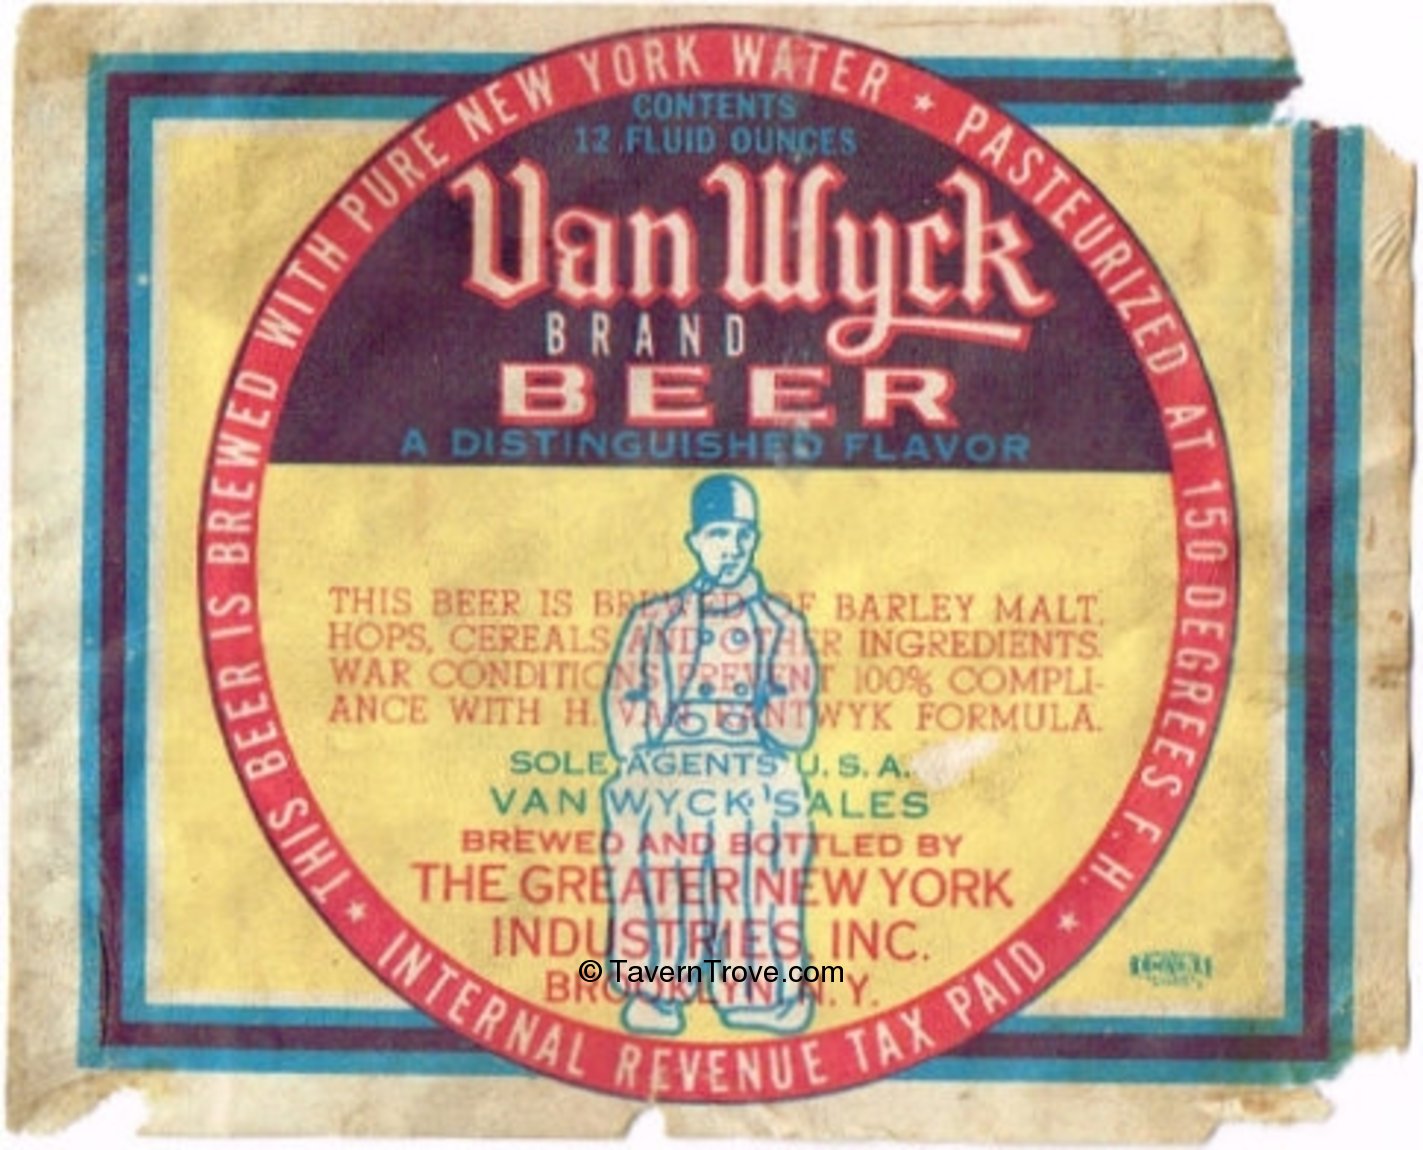 THIS BEER IS BREWED WITH PURE NEW YORK WATER ★ PASTEURIZED AT 150 DEGREES F. H. ★ INTERNAL REVENUE TAX PAID ★
CONTENTS
12 FLUID OUNCES
Van Wyck
BRAND
BEER
A DISTINGUISHED FLAVOR
THIS BEER IS BREWED OF BARLEY MALT,
HOPS, CEREALS AND OTHER INGREDIENTS.
WAR CONDITIONS PREVENT 100% COMPLI-
ANCE WITH H. VAN RANTWYK FORMULA.
SOLE AGENTS U. S. A.
VAN WYCK SALES
BREWED AND BOTTLED BY
THE GREATER NEW YORK
INDUSTRIES, INC.
© TavernTrove.com
BROOKLYN, N. Y.